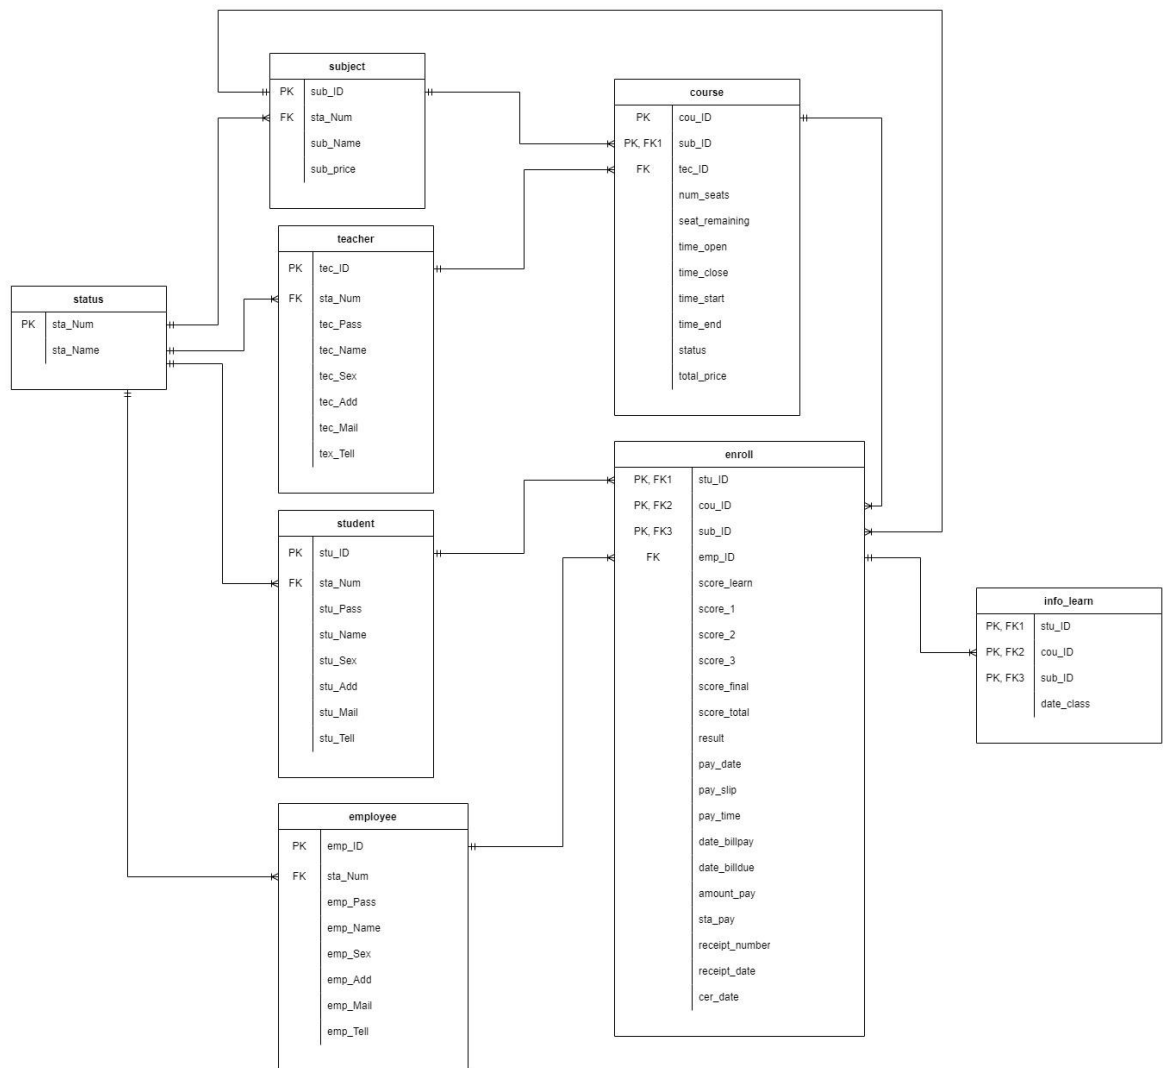 subject
PK sub_ID
FK sta_Num
sub_Name
sub_price
course
PK cou_ID
PK, FK1 sub_ID
FK tec_ID
num_seats
seat_remaining
time_open
time_close
time_start
time_end
status
total_price
teacher
PK tec_ID
FK sta_Num
tec_Pass
tec_Name
tec_Sex
tec_Add
tec_Mail
tex_Tell
status
PK sta_Num
sta_Name
enroll
PK, FK1 stu_ID
PK, FK2 cou_ID
PK, FK3 sub_ID
FK emp_ID
score_learn
score_1
score_2
score_3
score_final
score_total
result
pay_date
pay_slip
pay_time
date_billpay
date_billdue
amount_pay
sta_pay
receipt_number
receipt_date
cer_date
student
PK stu_ID
FK sta_Num
stu_Pass
stu_Name
stu_Sex
stu_Add
stu_Mail
stu_Tell
info_learn
PK, FK1 stu_ID
PK, FK2 cou_ID
PK, FK3 sub_ID
date_class
employee
PK emp_ID
FK sta_Num
emp_Pass
emp_Name
emp_Sex
emp_Add
emp_Mail
emp_Tell